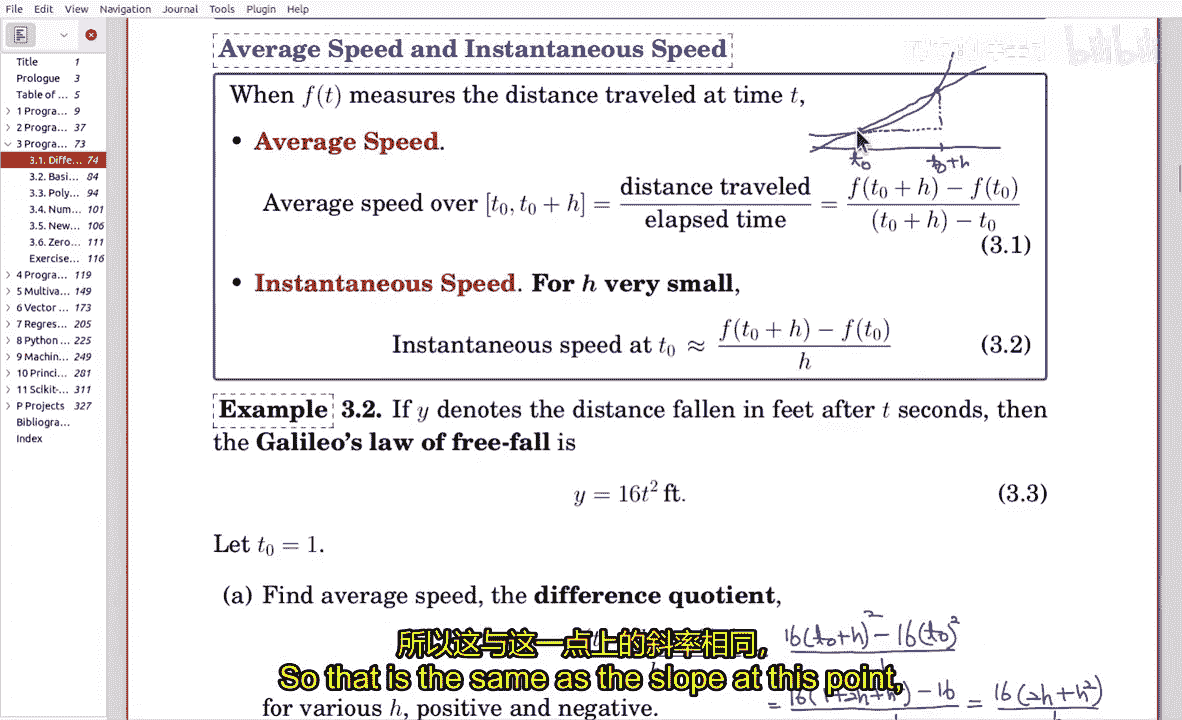 File Edit View Navigation Journal Tools Plugin Help
Title 1
Prologue 3
Table of ... 5
1 Progra... 9
2 Progra... 37
3 Progra... 73
3.1. Diffe... 74
3.2. Basi... 84
3.3. Poly... 94
3.4. Num... 101
3.5. New... 106
3.6. Zero... 111
Exercise... 116
4 Progra... 119
5 Multiva... 149
6 Vector ... 173
7 Regres... 205
8 Python ... 225
9 Machin... 249
10 Princi... 281
11 Scikit-... 311
P Projects 327
Bibliogra...
Index
Average Speed and Instantaneous Speed
bilibili
When f(t) measures the distance traveled at time t,
• Average Speed.
t₀ t₀+h
Average speed over [t₀, t₀ + h] = distance traveled / elapsed time = f(t₀ + h) − f(t₀) / (t₀ + h) − t₀
(3.1)
• Instantaneous Speed. For h very small,
Instantaneous speed at t₀ ≈ f(t₀ + h) − f(t₀) / h (3.2)
Example 3.2. If y denotes the distance fallen in feet after t seconds, then
the Galileo's law of free-fall is
y = 16t² ft. (3.3)
Let t₀ = 1.
(a) Find average speed, the difference quotient,
16(t₀+h)² − 16(t₀)²
所以这与这一点上的斜率相同,
So that is the same as the slope at this point,
for various h, positive and negative.
= 16(1+2h+h²) − 16 = 16(2h+h²)